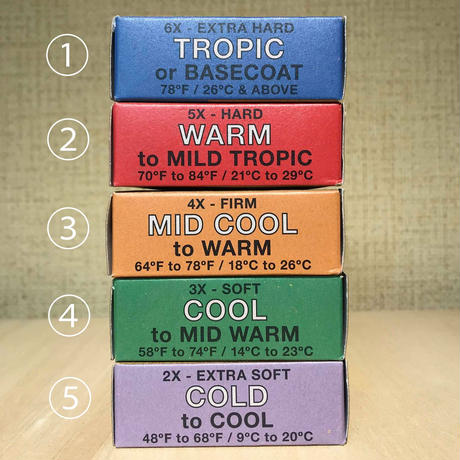 1
6X - EXTRA HARD
TROPIC
or BASECOAT
78°F / 26°C & ABOVE
2
5X - HARD
WARM
to MILD TROPIC
70°F to 84°F / 21°C to 29°C
3
4X - FIRM
MID COOL
to WARM
64°F to 78°F / 18°C to 26°C
4
3X - SOFT
COOL
to MID WARM
58°F to 74°F / 14°C to 23°C
5
2X - EXTRA SOFT
COLD
to COOL
48°F to 68°F / 9°C to 20°C